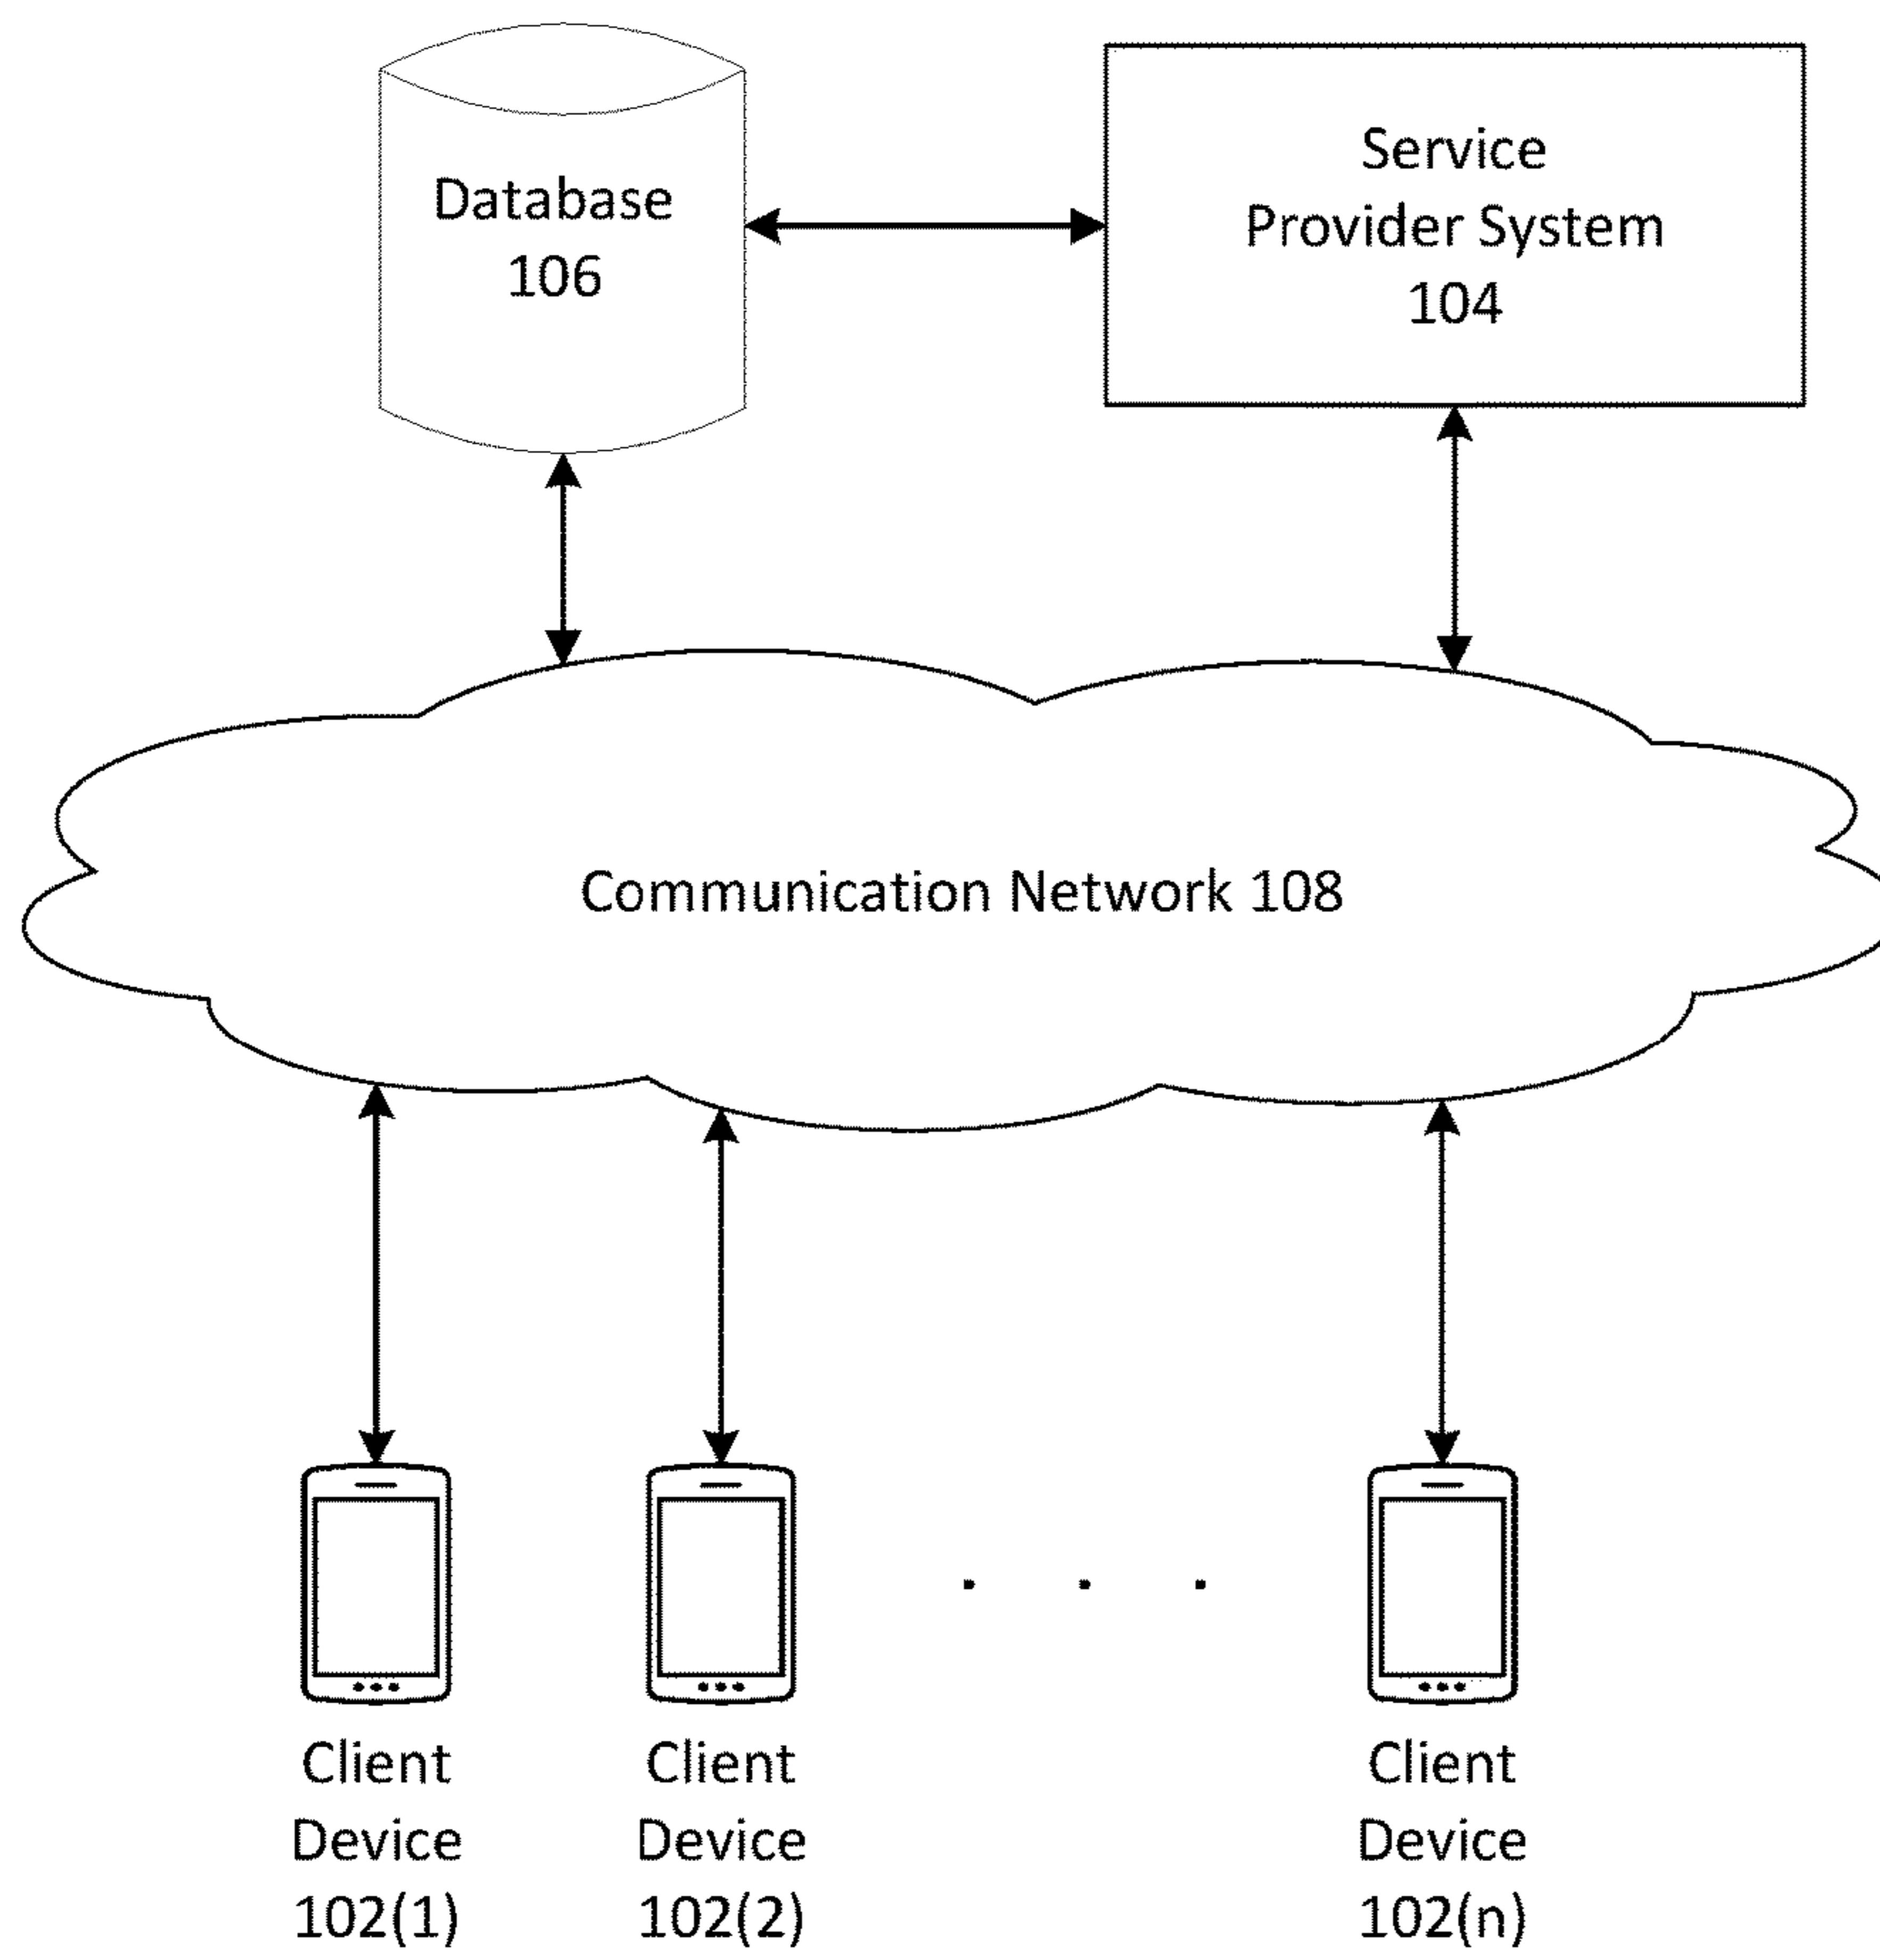 Database
106
Service
Provider System
104
Communication Network 108
Client
Device
102(1)
Client
Device
102(2)
. . .
Client
Device
102(n)